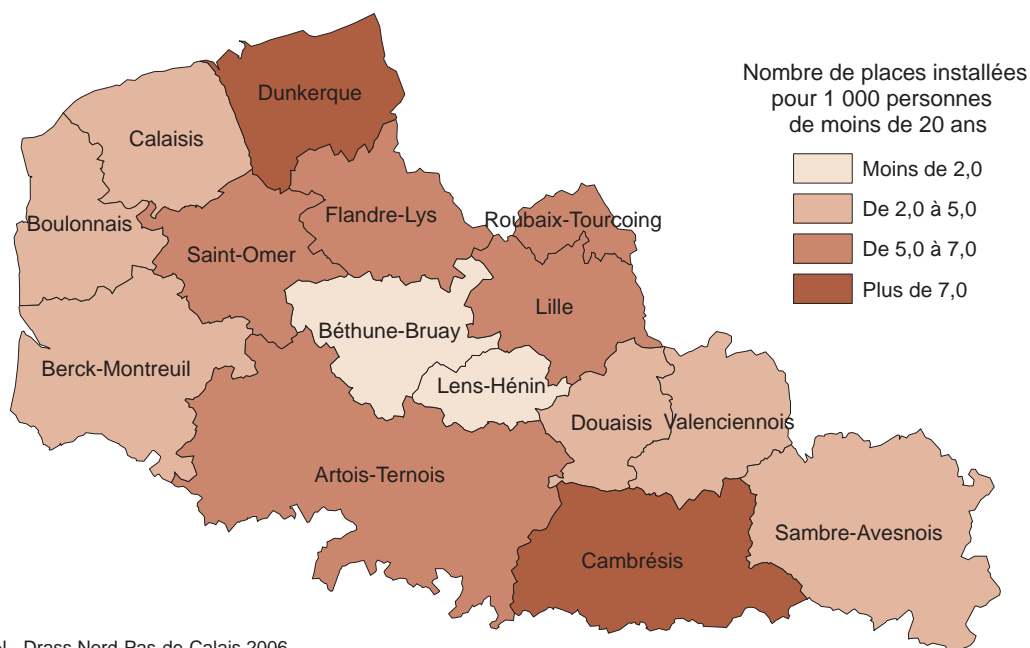 Nombre de places installées
pour 1 000 personnes
de moins de 20 ans
Moins de 2,0
De 2,0 à 5,0
De 5,0 à 7,0
Plus de 7,0
Dunkerque
Calaisis
Boulonnais
Flandre-Lys
Roubaix-Tourcoing
Saint-Omer
Lille
Béthune-Bruay
Berck-Montreuil
Lens-Hénin
Douaisis
Valenciennois
Artois-Ternois
Sambre-Avesnois
Cambrésis
Drass Nord-Pas-de-Calais 2006